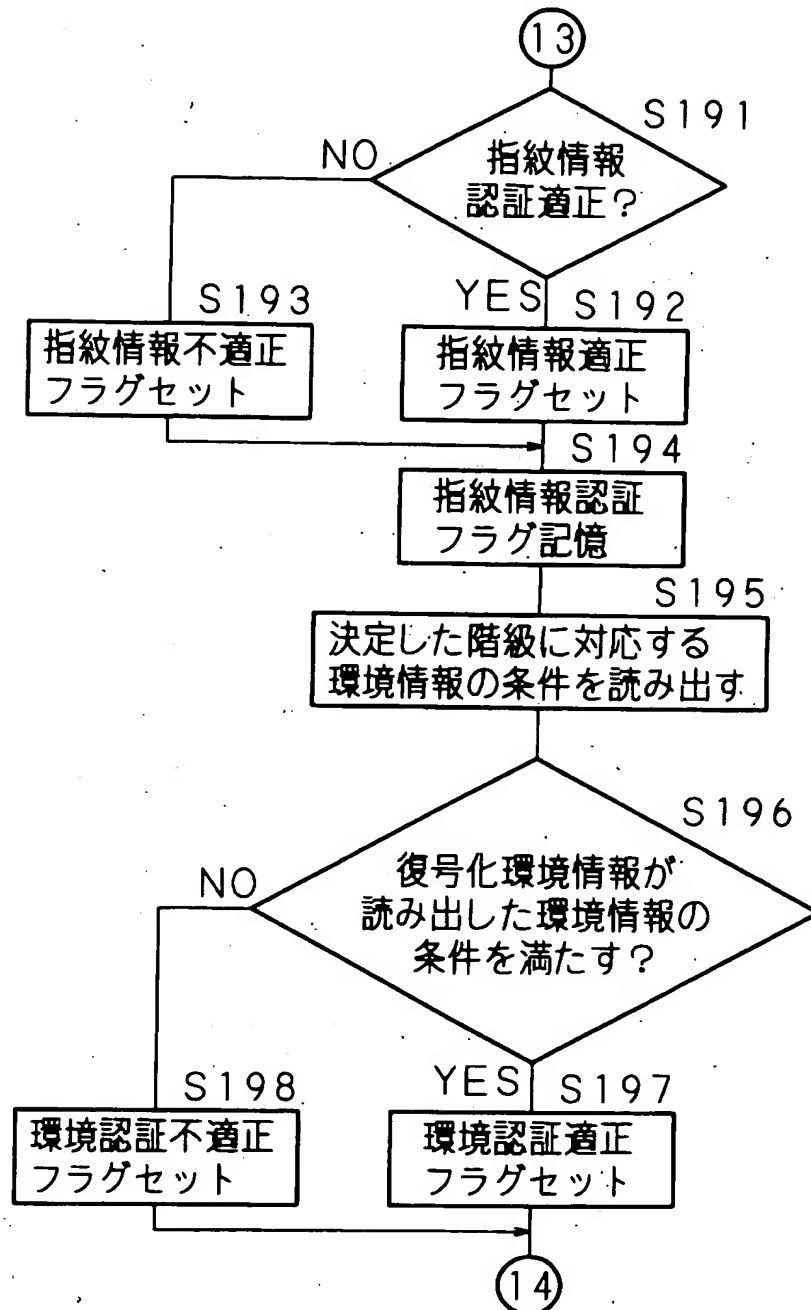 13
S191
指紋情報
認証適正?
NO
YES
S193
指紋情報不適正
フラグセット
S192
指紋情報適正
フラグセット
S194
指紋情報認証
フラグ記憶
S195
決定した階級に対応する
環境情報の条件を読み出す
S196
復号化環境情報が
読み出した環境情報の
条件を満たす?
NO
YES
S198
環境認証不適正
フラグセット
S197
環境認証適正
フラグセット
14